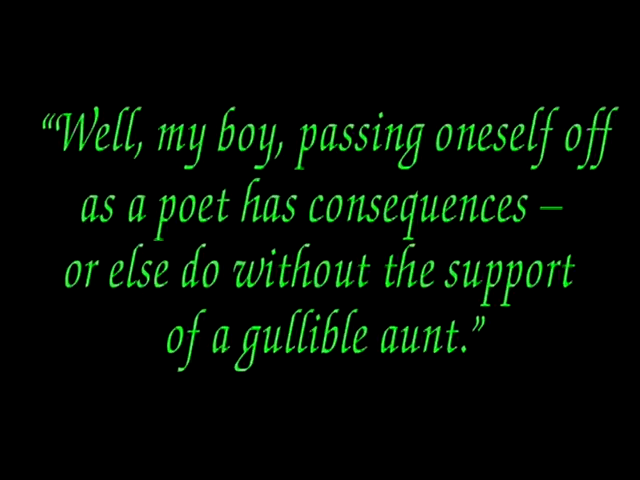 “Well, my boy, passing oneself off
as a poet has consequences –
or else do without the support
of a gullible aunt.”